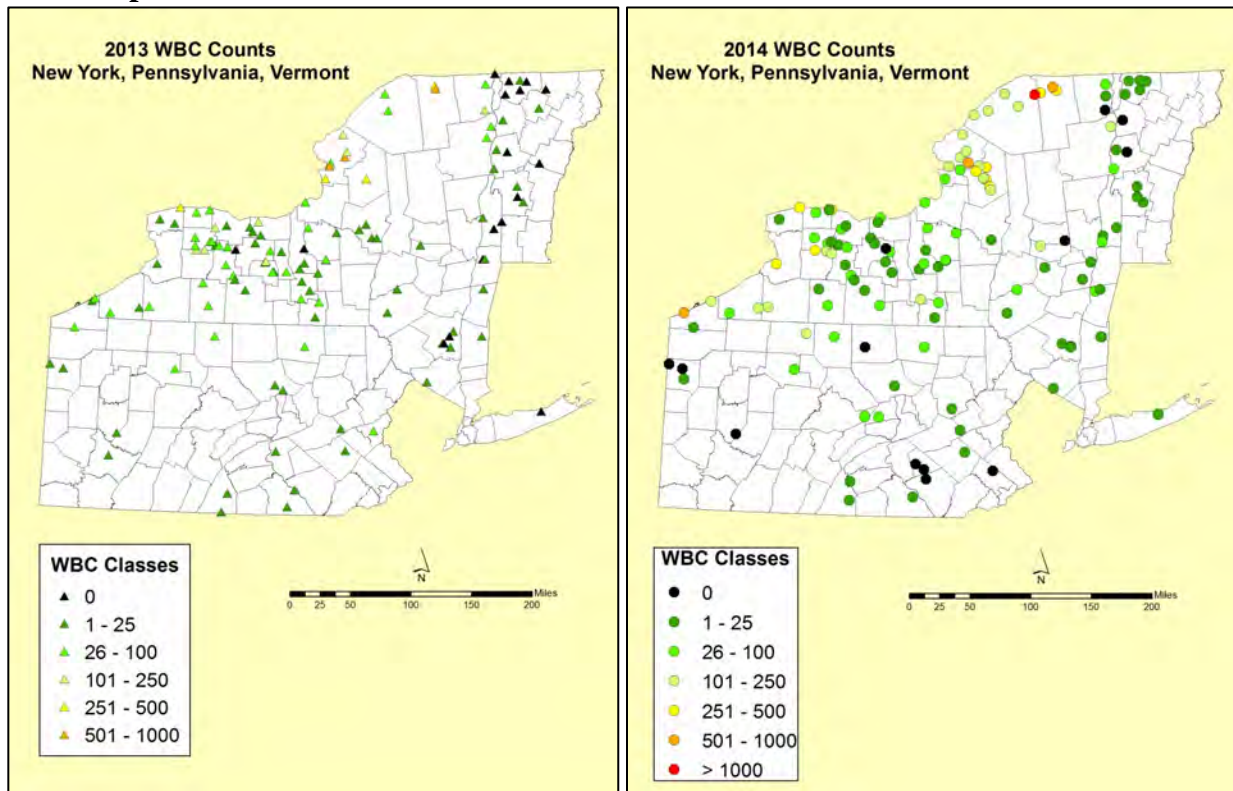 2013 WBC Counts
New York, Pennsylvania, Vermont
WBC Classes
0
1 - 25
26 - 100
101 - 250
251 - 500
501 - 1000
N
Miles
0 25 50 100 150 200
2014 WBC Counts
New York, Pennsylvania, Vermont
WBC Classes
0
1 - 25
26 - 100
101 - 250
251 - 500
501 - 1000
> 1000
N
Miles
0 25 50 100 150 200